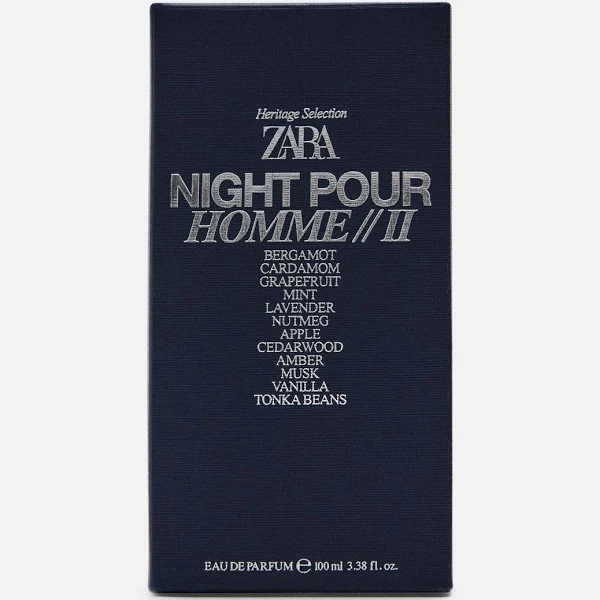 Heritage Selection
ZARA
NIGHT POUR
HOMME//II
BERGAMOT
CARDAMOM
GRAPEFRUIT
MINT
LAVENDER
NUTMEG
APPLE
CEDARWOOD
AMBER
MUSK
VANILLA
TONKA BEANS
EAU DE PARFUM ℮ 100 ml 3.38 fl. oz.